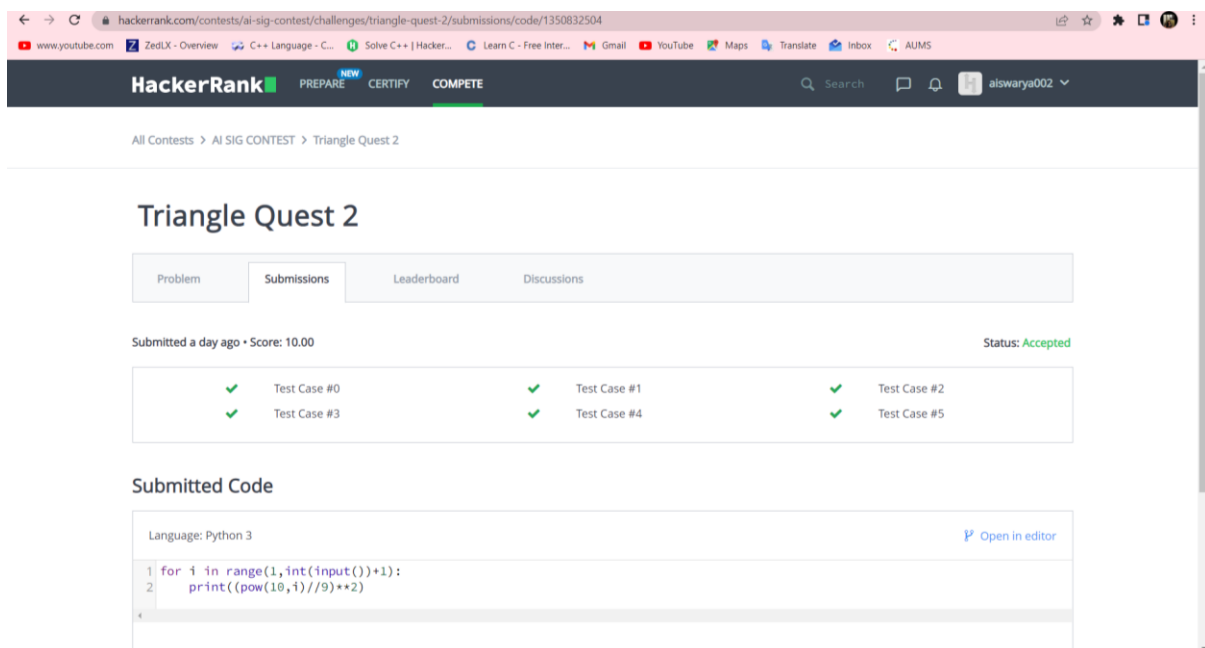 hackerrank.com/contests/ai-sig-contest/challenges/triangle-quest-2/submissions/code/1350832504
www.youtube.com ZedLX - Overview C++ Language - C... Solve C++ | Hacker... Learn C - Free Inter... Gmail YouTube Maps Translate Inbox AUMS
HackerRank PREPARE NEW CERTIFY COMPETE Search aiswarya002
All Contests > AI SIG CONTEST > Triangle Quest 2
Triangle Quest 2
Problem Submissions Leaderboard Discussions
Submitted a day ago • Score: 10.00 Status: Accepted
Test Case #0 Test Case #1 Test Case #2
Test Case #3 Test Case #4 Test Case #5
Submitted Code
Language: Python 3 Open in editor
1 for i in range(1,int(input())+1):
2     print((pow(10,i)//9)**2)